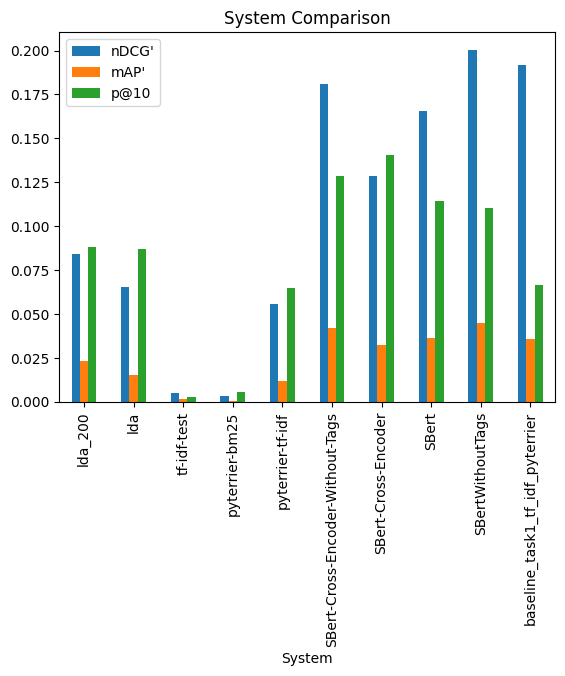 System Comparison
nDCG'
mAP'
p@10
0.200
0.175
0.150
0.125
0.100
0.075
0.050
0.025
0.000
lda_200
lda
tf-idf-test
pyterrier-bm25
pyterrier-tf-idf
SBert-Cross-Encoder-Without-Tags
SBert-Cross-Encoder
SBert
SBertWithoutTags
baseline_task1_tf_idf_pyterrier
System